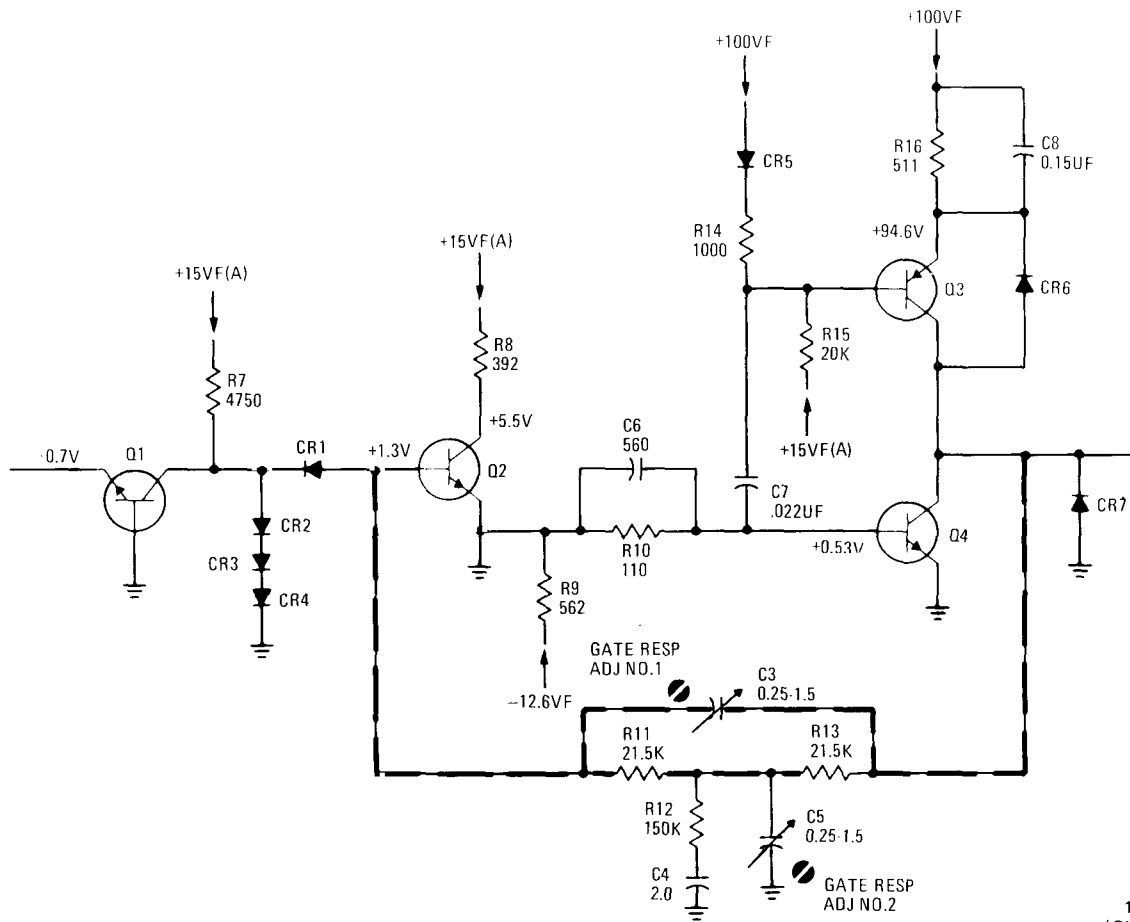 +100VF
+100VF
R16
511
C8
0.15UF
CR5
R14
1000
+94.6V
+15VF(A)
+15VF(A)
Q3
CR6
R8
392
R15
20K
R7
4750
+5.5V
C6
560
+15VF(A)
0.7V
Q1
CR1
+1.3V
Q2
C7
.022UF
CR2
R10
110
Q4
CR7
+0.53V
CR3
R9
562
CR4
GATE RESP
ADJ NO.1
C3
0.25-1.5
-12.6VF
R11
21.5K
R13
21.5K
R12
150K
C5
0.25-1.5
C4
2.0
GATE RESP
ADJ NO.2
1